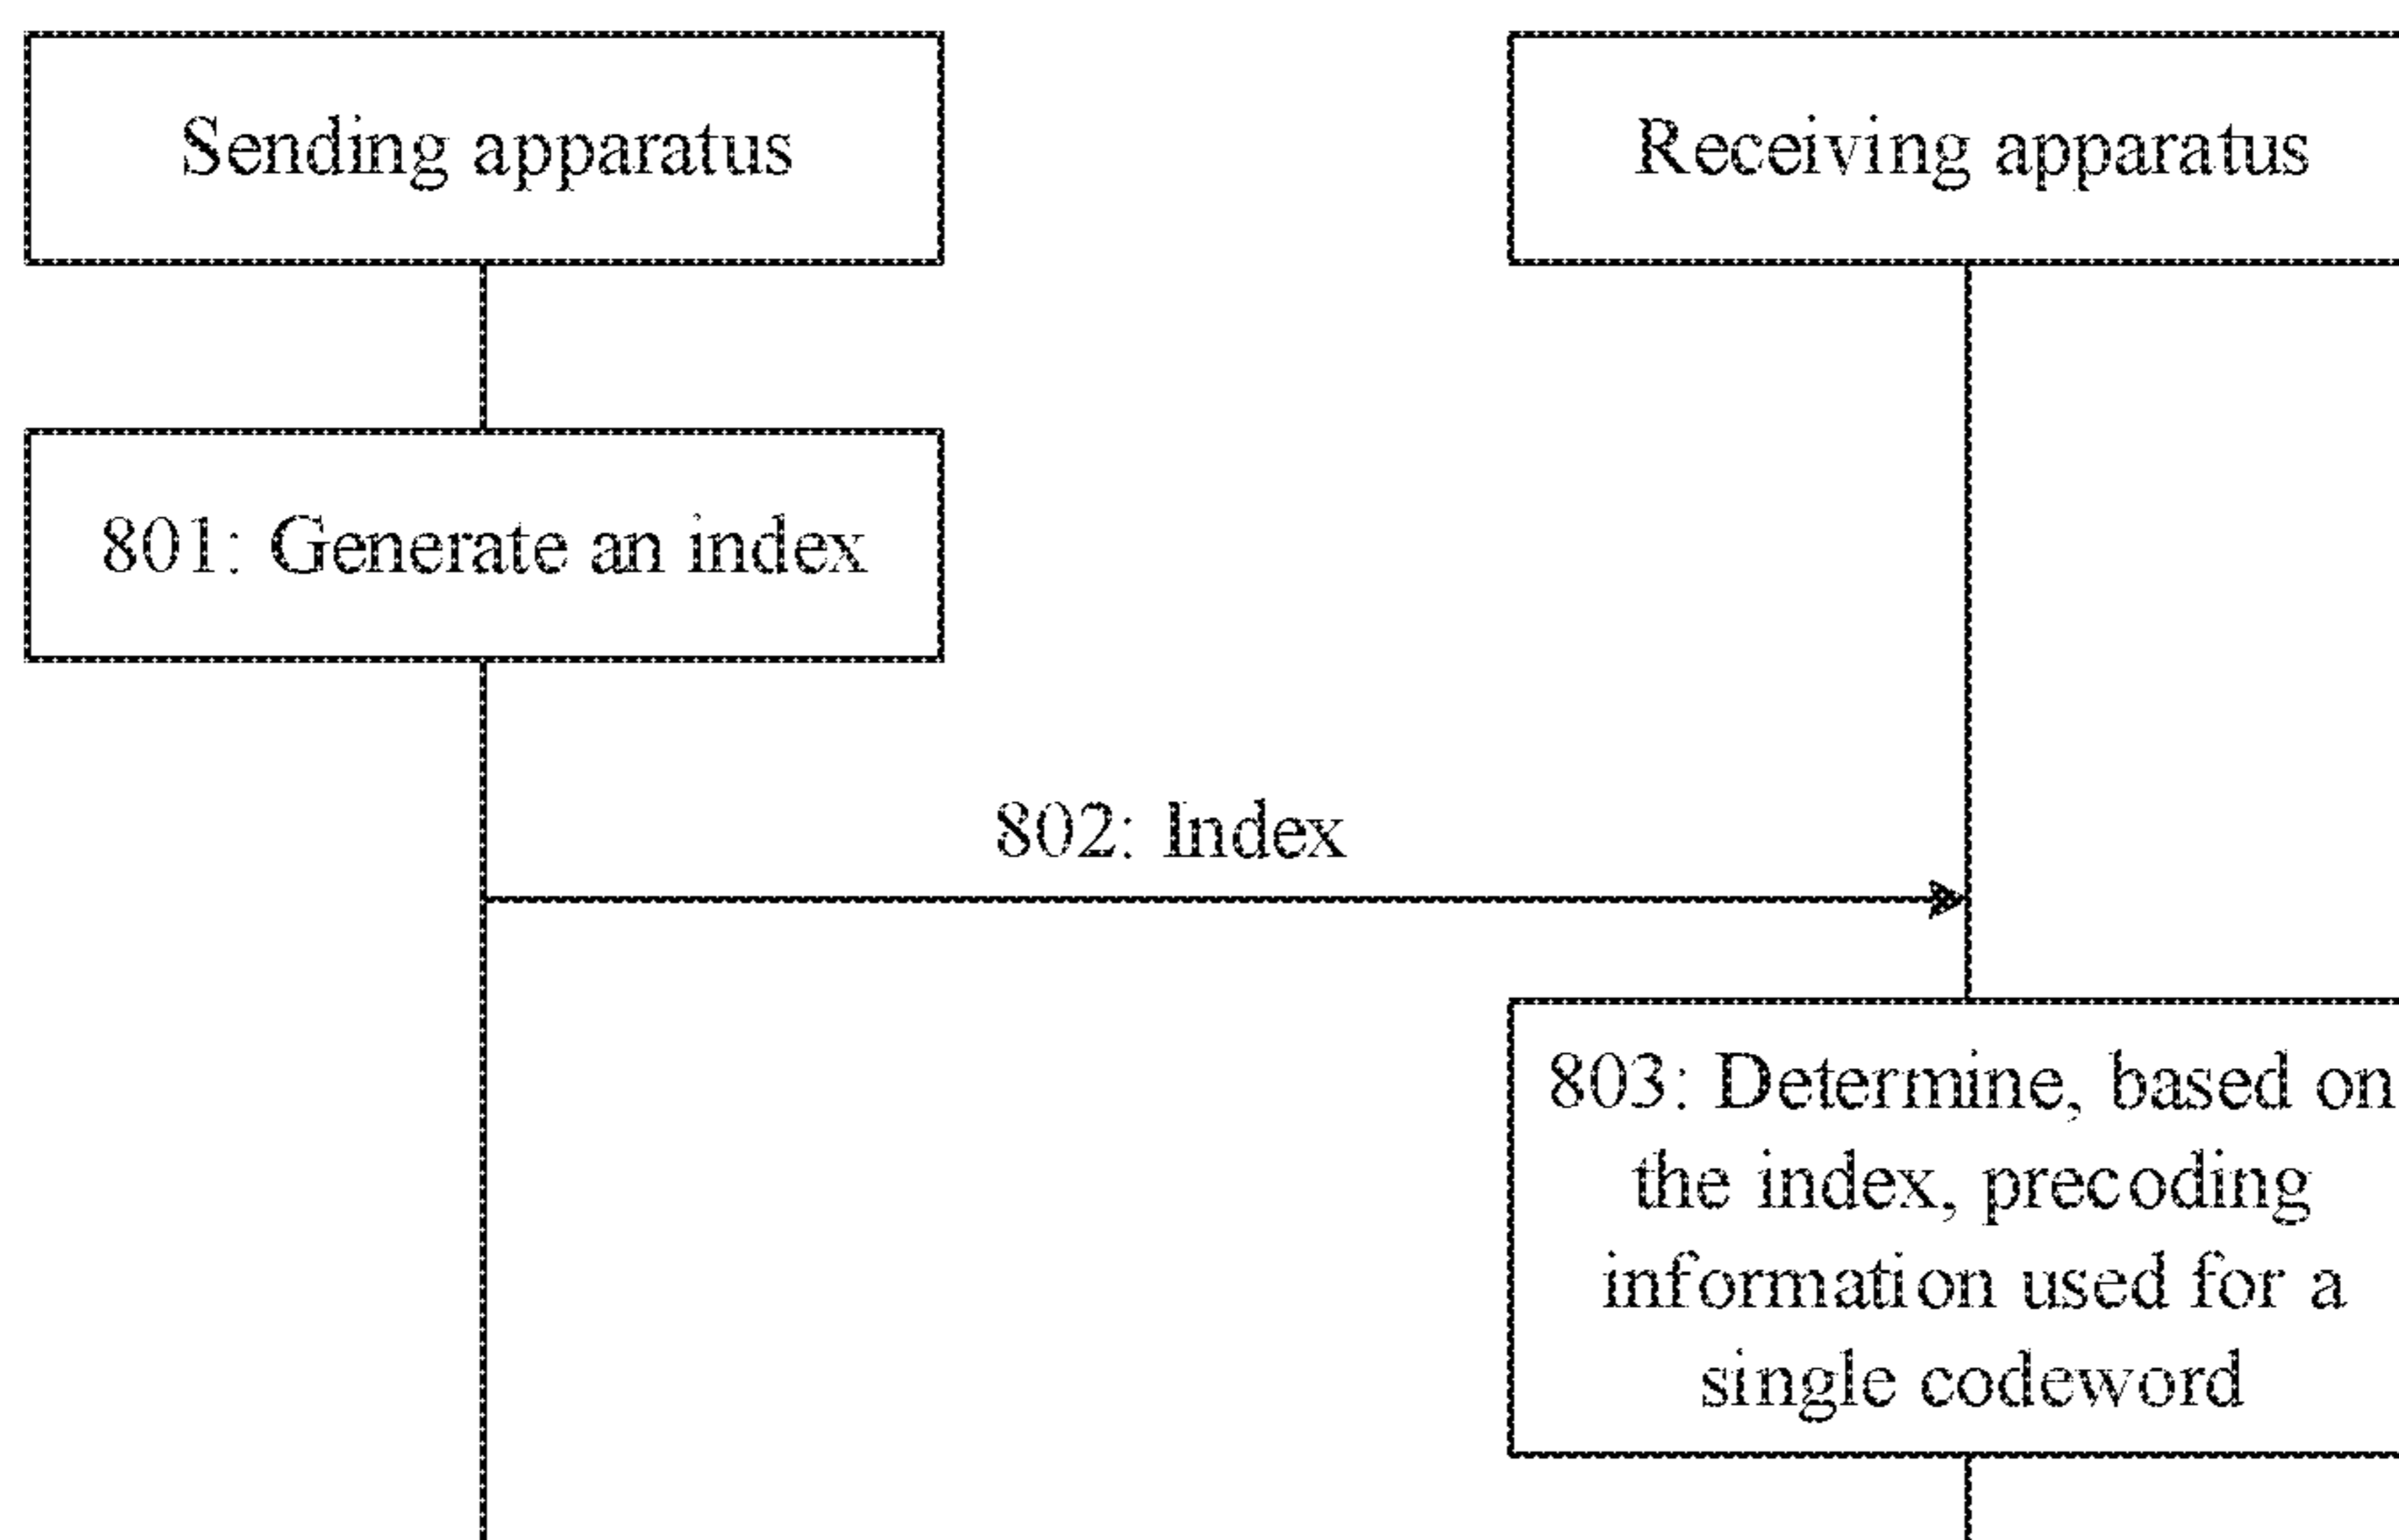 Sending apparatus
Receiving apparatus
801: Generate an index
802: Index
803: Determine, based on
the index, precoding
information used for a
single codeword